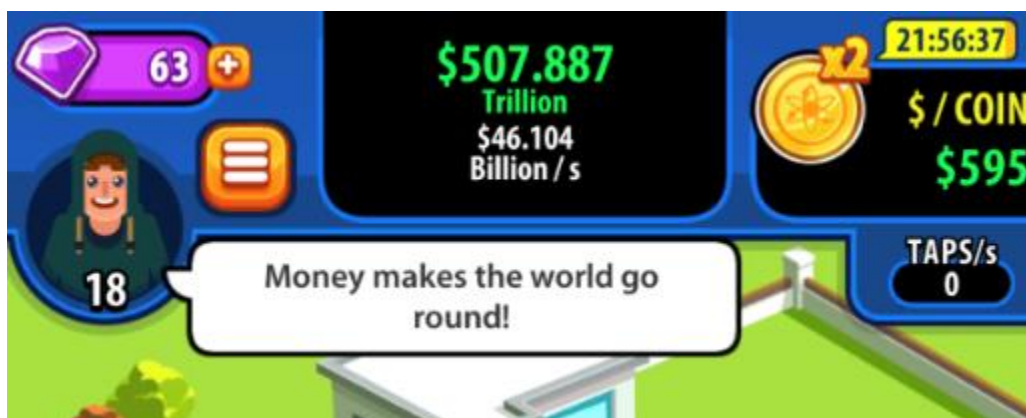 63
$507.887
Trillion
$46.104
Billion / s
x2
21:56:37
$ / COIN
$595
TAPS/s
0
18
Money makes the world go
round!